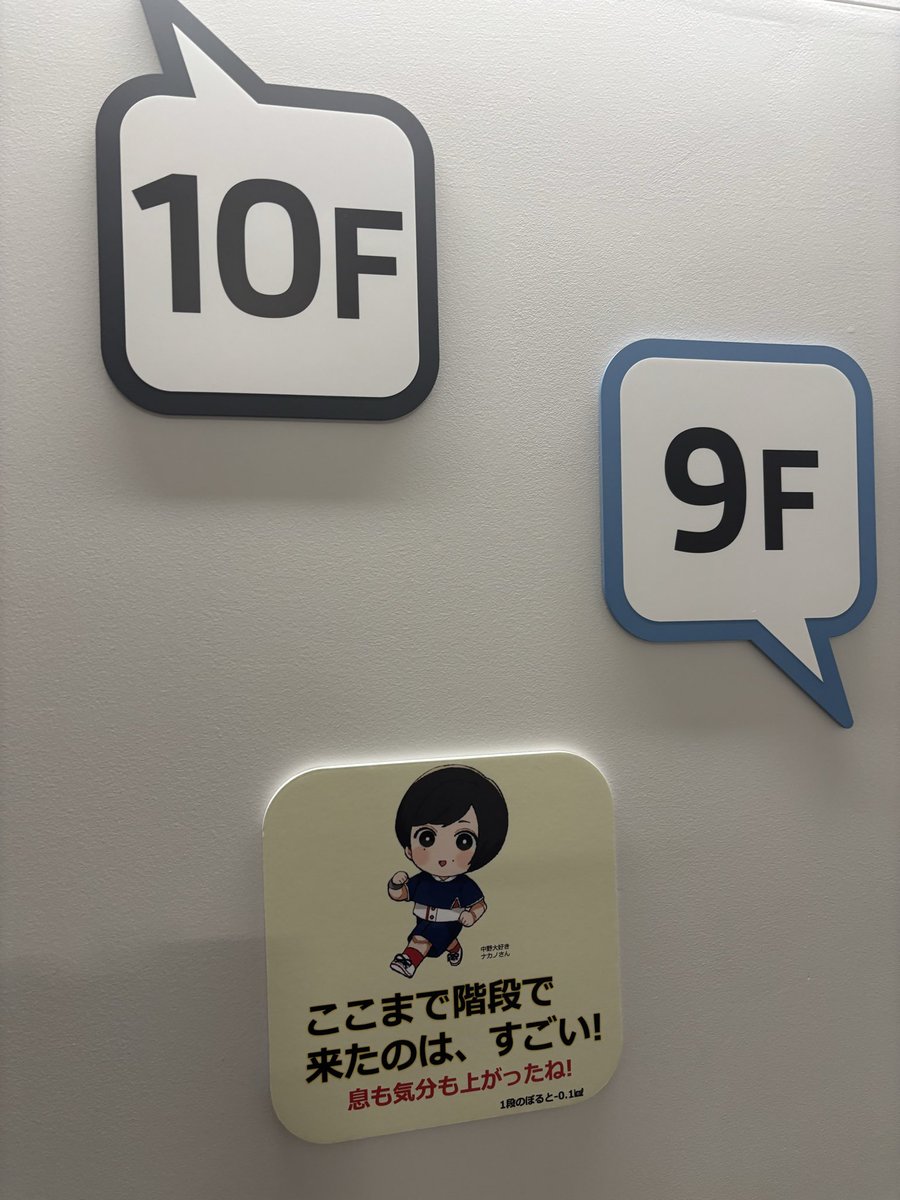 10F
9F
中野大好き
ナカノさん
ここまで階段で
来たのは、すごい!
息も気分も上がったね!
1段のぼると-0.1㎉